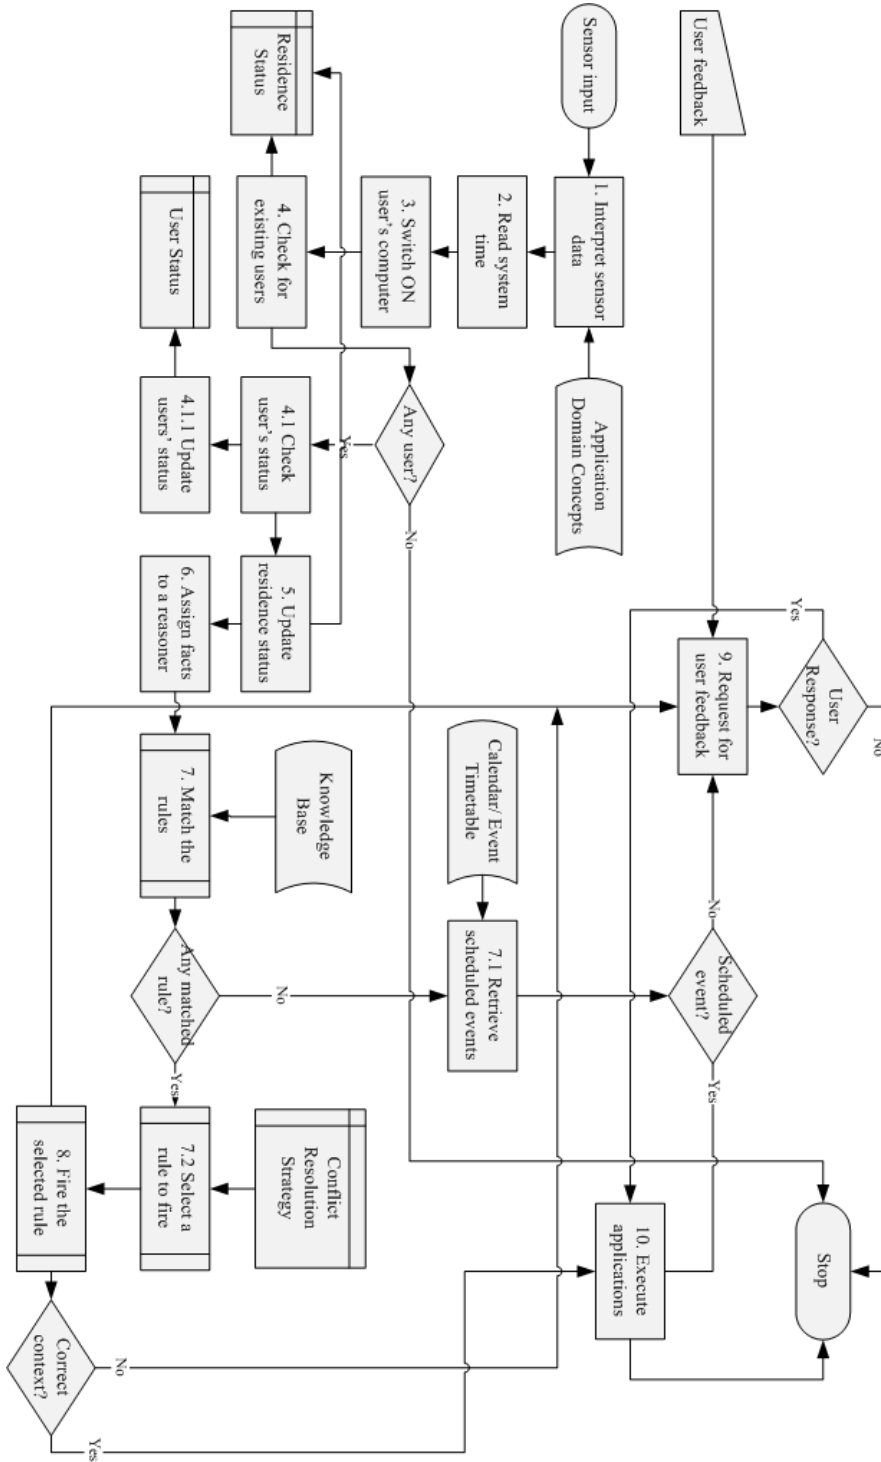 User feedback
Sensor input
Residence
Status
User Status
1. Interpret sensor
data
2. Read system
time
3. Switch ON
user's computer
4. Check for
existing users
Application
Domain Concepts
Any user?
Yes
No
4.1 Check
user's status
4.1.1 Update
users' status
5. Update
residence status
6. Assign facts
to a reasoner
User
Response?
Yes
No
9. Request for
user feedback
Calendar/ Event
Timetable
Knowledge
Base
7. Match the
rules
Any matched
rule?
No
Yes
7.1 Retrieve
scheduled events
Scheduled
event?
No
Yes
Conflict
Resolution
Strategy
7.2 Select a
rule to fire
8. Fire the
selected rule
Correct
context?
No
Yes
10. Execute
applications
Stop